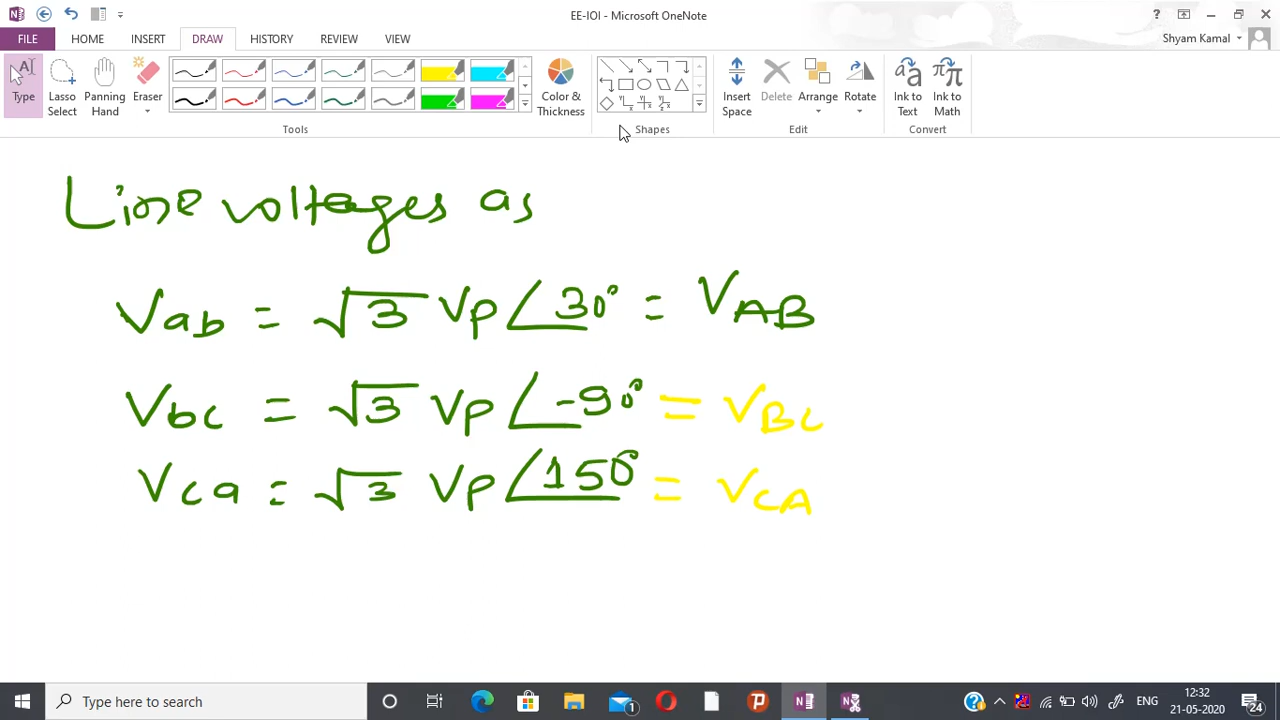 EE-IOI - Microsoft OneNote
FILE HOME INSERT DRAW HISTORY REVIEW VIEW Shyam Kamal
Type Lasso Select Panning Hand Eraser Color & Thickness Insert Space Delete Arrange Rotate Ink to Text Ink to Math
Tools Shapes Edit Convert
Line voltages as
Vab = √3 Vp ∠30° = VAB
Vbc = √3 Vp ∠-90° = VBC
Vca = √3 Vp ∠150° = VCA
Type here to search 1 ENG 12:32 21-05-2020 24